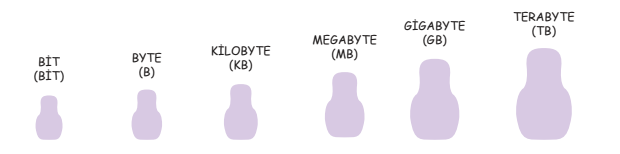 BİT
(BİT)
BYTE
(B)
KİLOBYTE
(KB)
MEGABYTE
(MB)
GİGABYTE
(GB)
TERABYTE
(TB)